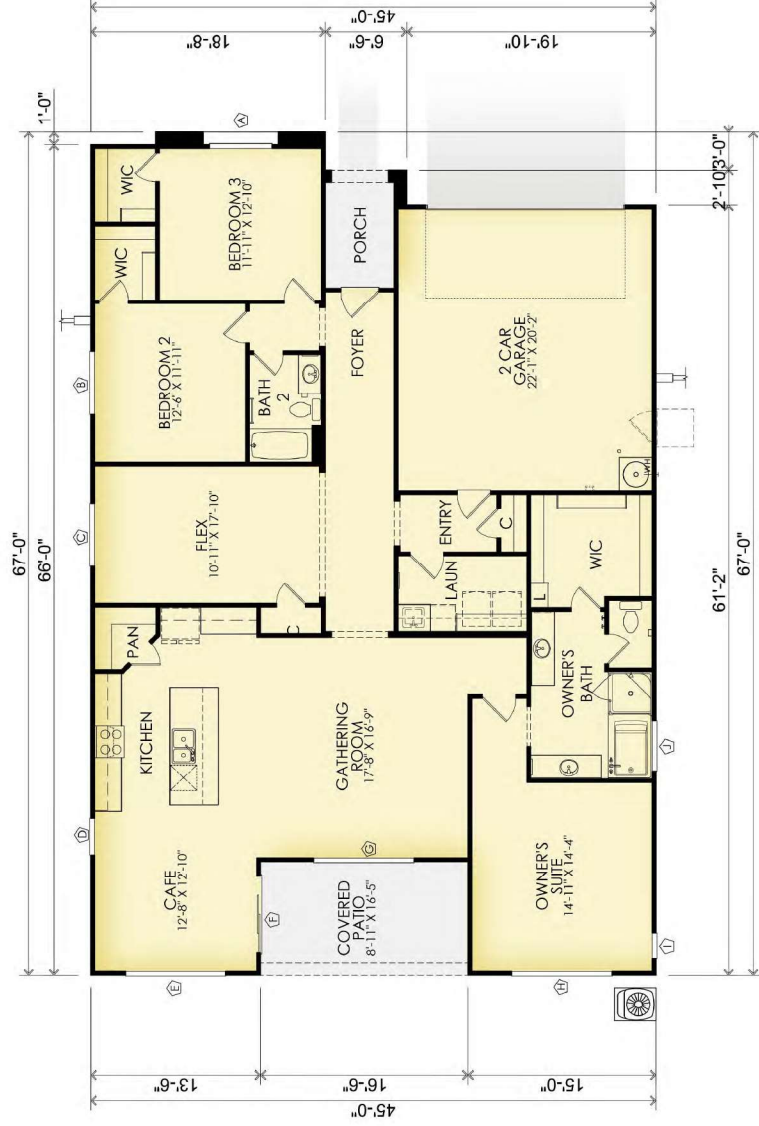 45'-0"
18'-8"
6'-6"
19'-10"
1'-0"
2'-10"
3'-0"
67'-0"
66'-0"
61'-2"
67'-0"
A
WIC
BEDROOM 3
11'-11" X 12'-10"
WIC
PORCH
B
BEDROOM 2
12'-6" X 11'-11"
BATH
2
FOYER
2 CAR
GARAGE
22'-1" X 20'-2"
WH
C
FLEX
10'-11" X 17'-10"
C
ENTRY
C
LAUN
L
WIC
PAN
KITCHEN
OWNER'S
BATH
GATHERING
ROOM
17'-8" X 16'-9"
D
CAFE
12'-8" X 12'-10"
G
F
COVERED
PATIO
8'-11" X 16'-5"
OWNER'S
SUITE
14'-11" X 14'-4"
J
E
H
I
13'-6"
16'-6"
15'-0"
45'-0"